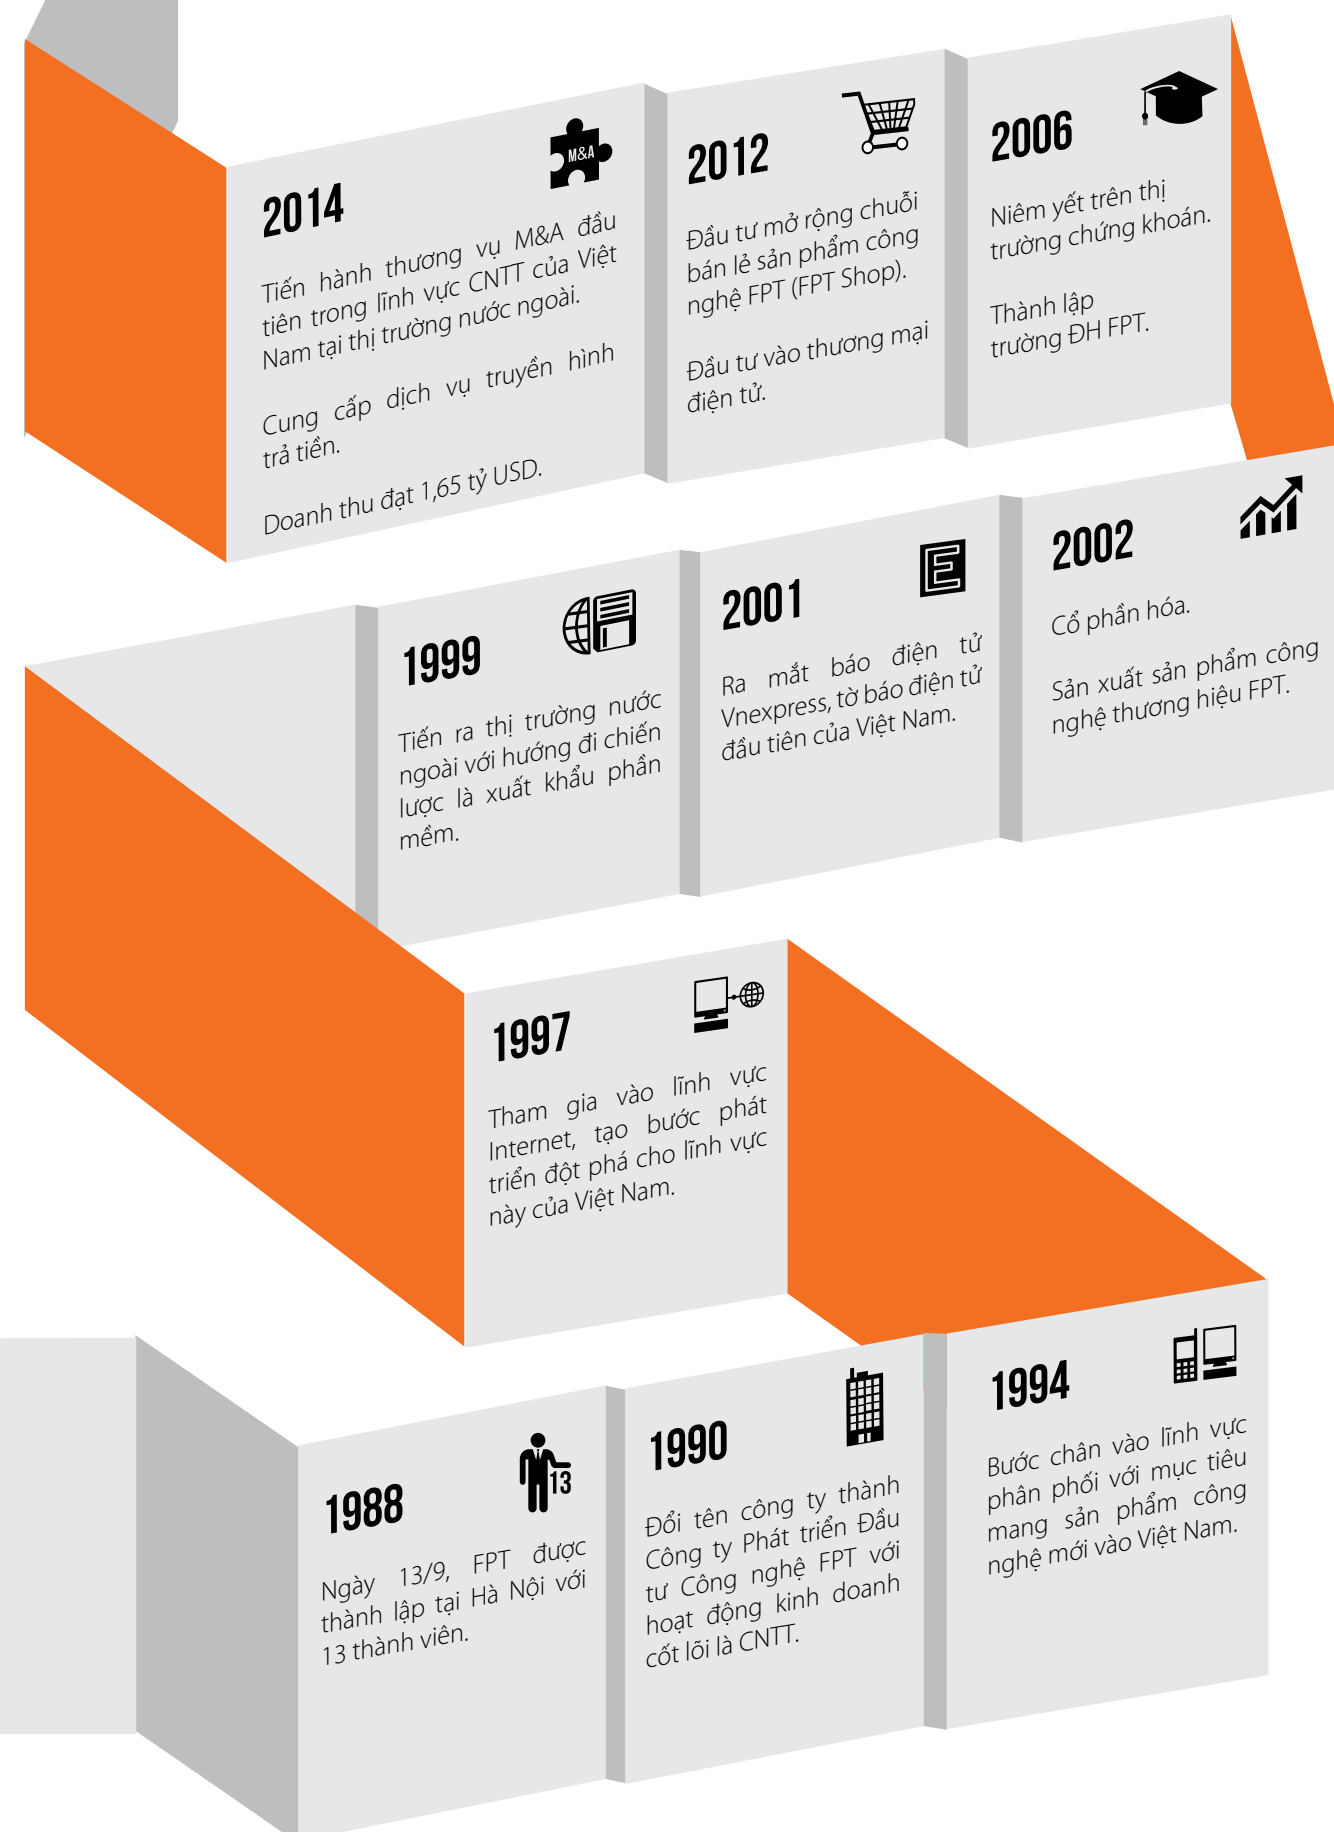 2014
M&A
Tiến hành thương vụ M&A đầu
tiên trong lĩnh vực CNTT của Việt
Nam tại thị trường nước ngoài.
Cung cấp dịch vụ truyền hình
trả tiền.
Doanh thu đạt 1,65 tỷ USD.
2012
Đầu tư mở rộng chuỗi
bán lẻ sản phẩm công
nghệ FPT (FPT Shop).
Đầu tư vào thương mại
điện tử.
2006
Niêm yết trên thị
trường chứng khoán.
Thành lập
trường ĐH FPT.
1999
Tiến ra thị trường nước
ngoài với hướng đi chiến
lược là xuất khẩu phần
mềm.
2001
E
Ra mắt báo điện tử
Vnexpress, tờ báo điện tử
đầu tiên của Việt Nam.
2002
Cổ phần hóa.
Sản xuất sản phẩm công
nghệ thương hiệu FPT.
1997
Tham gia vào lĩnh vực
Internet, tạo bước phát
triển đột phá cho lĩnh vực
này của Việt Nam.
1988
13
Ngày 13/9, FPT được
thành lập tại Hà Nội với
13 thành viên.
1990
Đổi tên công ty thành
Công ty Phát triển Đầu
tư Công nghệ FPT với
hoạt động kinh doanh
cốt lõi là CNTT.
1994
Bước chân vào lĩnh vực
phân phối với mục tiêu
mang sản phẩm công
nghệ mới vào Việt Nam.